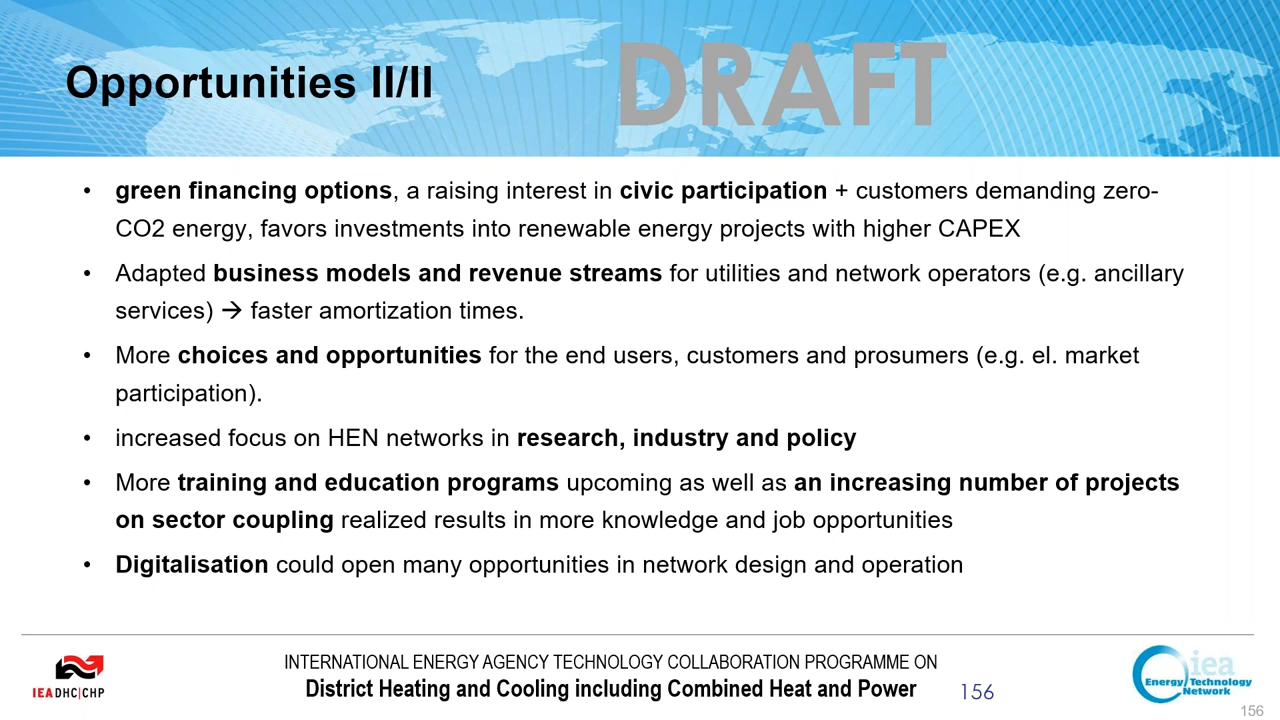 DRAFT
Opportunities II/II
• green financing options, a raising interest in civic participation + customers demanding zero-
CO2 energy, favors investments into renewable energy projects with higher CAPEX
• Adapted business models and revenue streams for utilities and network operators (e.g. ancillary
services) → faster amortization times.
• More choices and opportunities for the end users, customers and prosumers (e.g. el. market
participation).
• increased focus on HEN networks in research, industry and policy
• More training and education programs upcoming as well as an increasing number of projects
on sector coupling realized results in more knowledge and job opportunities
• Digitalisation could open many opportunities in network design and operation
IEA DHC|CHP
INTERNATIONAL ENERGY AGENCY TECHNOLOGY COLLABORATION PROGRAMME ON
District Heating and Cooling including Combined Heat and Power
156
iea
Energy Technology
Network
156